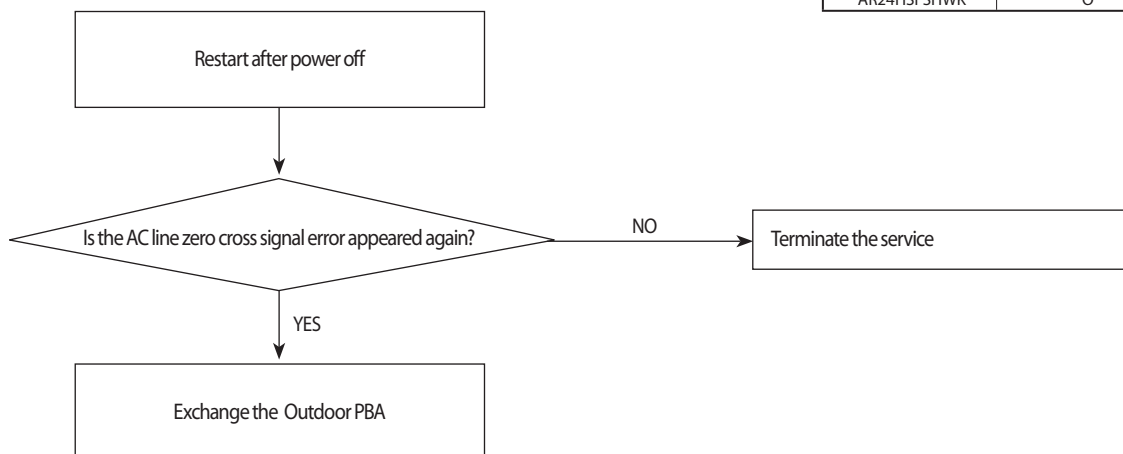 Restart after power off
Is the AC line zero cross signal error appeared again?
NO
Terminate the service
YES
Exchange the Outdoor PBA